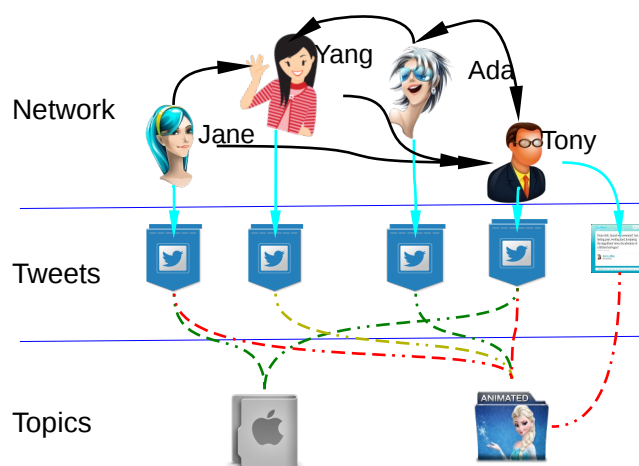 Yang
Ada
Network
Jane
Tony
Tweets
Topics
ANIMATED